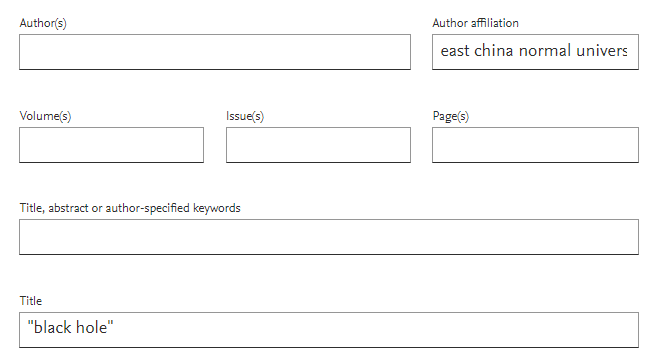 Author(s)
Author affiliation
east china normal univers
Volume(s)
Issue(s)
Page(s)
Title, abstract or author-specified keywords
Title
"black hole"